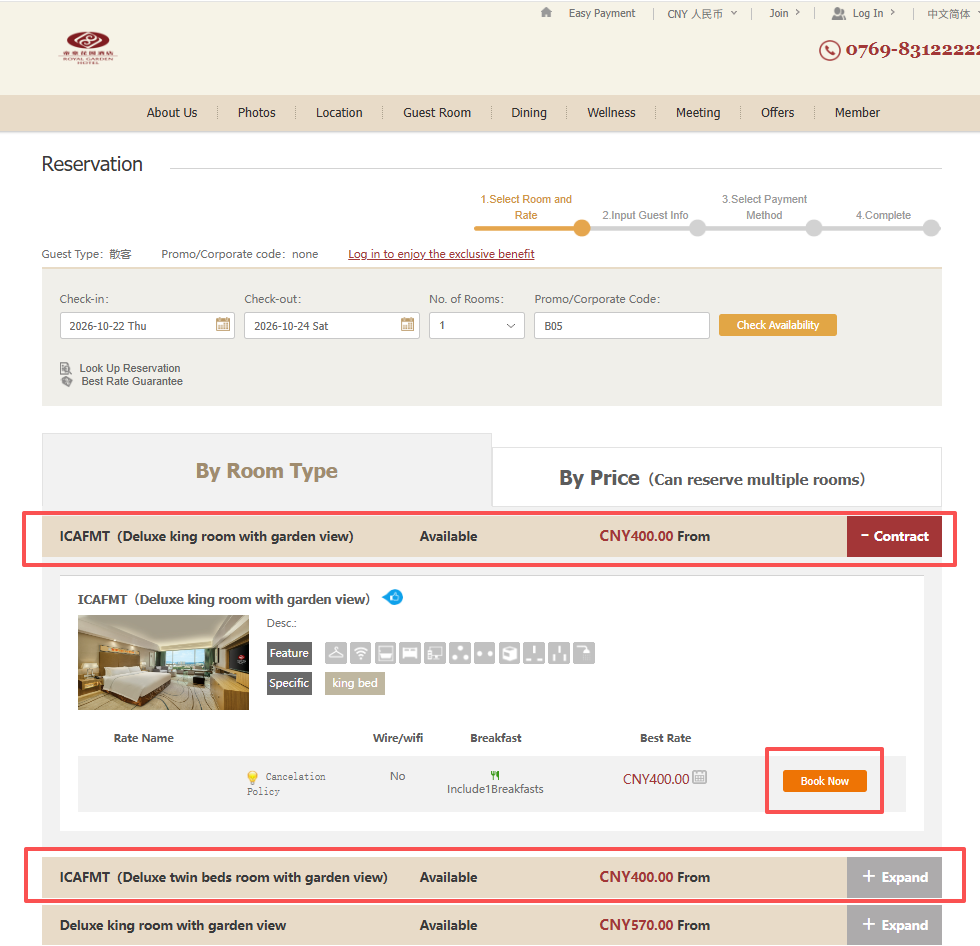 Easy Payment
CNY 人民币
Join
Log In
中文简体
帝豪花园酒店
ROYAL GARDEN
HOTEL
0769-83122222
About Us
Photos
Location
Guest Room
Dining
Wellness
Meeting
Offers
Member
Reservation
1.Select Room and
Rate
2.Input Guest Info
3.Select Payment
Method
4.Complete
Guest Type：散客
Promo/Corporate code：none
Log in to enjoy the exclusive benefit
Check-in：
Check-out：
No. of Rooms：
Promo/Corporate Code：
2026-10-22 Thu
2026-10-24 Sat
1
B05
Check Availability
Look Up Reservation
Best Rate Guarantee
By Room Type
By Price（Can reserve multiple rooms）
ICAFMT（Deluxe king room with garden view） Available CNY400.00 From − Contract
ICAFMT（Deluxe king room with garden view）
Desc.:
Feature
Specific king bed
Rate Name Wire/wifi Breakfast Best Rate
Cancelation
Policy
No
Include1Breakfasts
CNY400.00
Book Now
ICAFMT（Deluxe twin beds room with garden view） Available CNY400.00 From + Expand
Deluxe king room with garden view Available CNY570.00 From + Expand